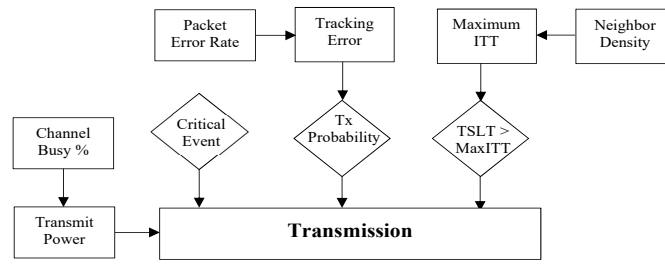 Packet
Error Rate
Tracking
Error
Maximum
ITT
Neighbor
Density
Channel
Busy %
Critical
Event
Tx
Probability
TSLT >
MaxITT
Transmit
Power
Transmission